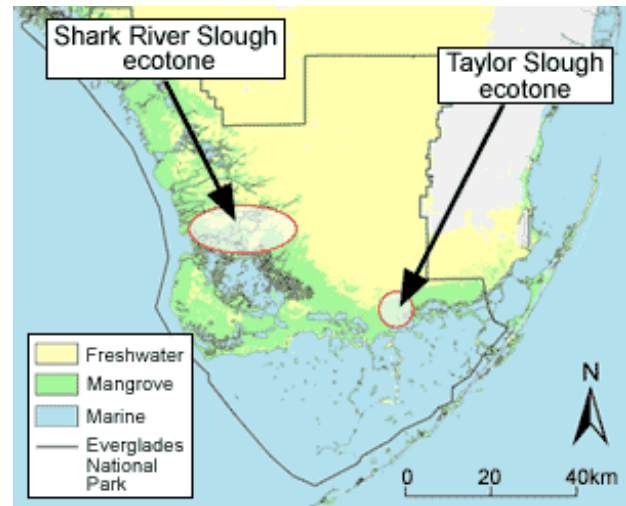 Shark River Slough
ecotone
Taylor Slough
ecotone
Freshwater
Mangrove
Marine
Everglades
National
Park
N
0 20 40km